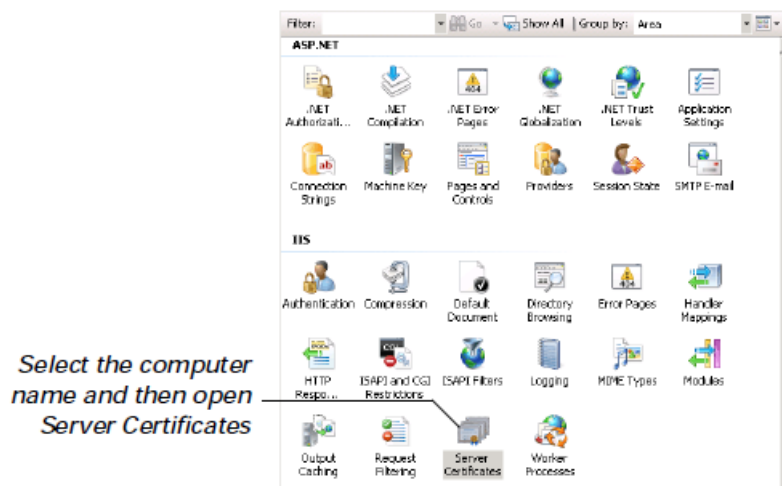 Filter:
Go
Show All
Group by:
Area
ASP.NET
.NET
Authorizati...
.NET
Compilation
.NET Error
Pages
.NET
Globalization
.NET Trust
Levels
Application
Settings
Connection
Strings
Machine Key
Pages and
Controls
Providers
Session State
SMTP E-mail
IIS
Authentication
Compression
Default
Document
Directory
Browsing
Error Pages
Handler
Mappings
HTTP
Respo...
ISAPI and CGI
Restrictions
ISAPI Filters
Logging
MIME Types
Modules
Select the computer
name and then open
Server Certificates
Output
Caching
Request
Filtering
Server
Certificates
Worker
Processes